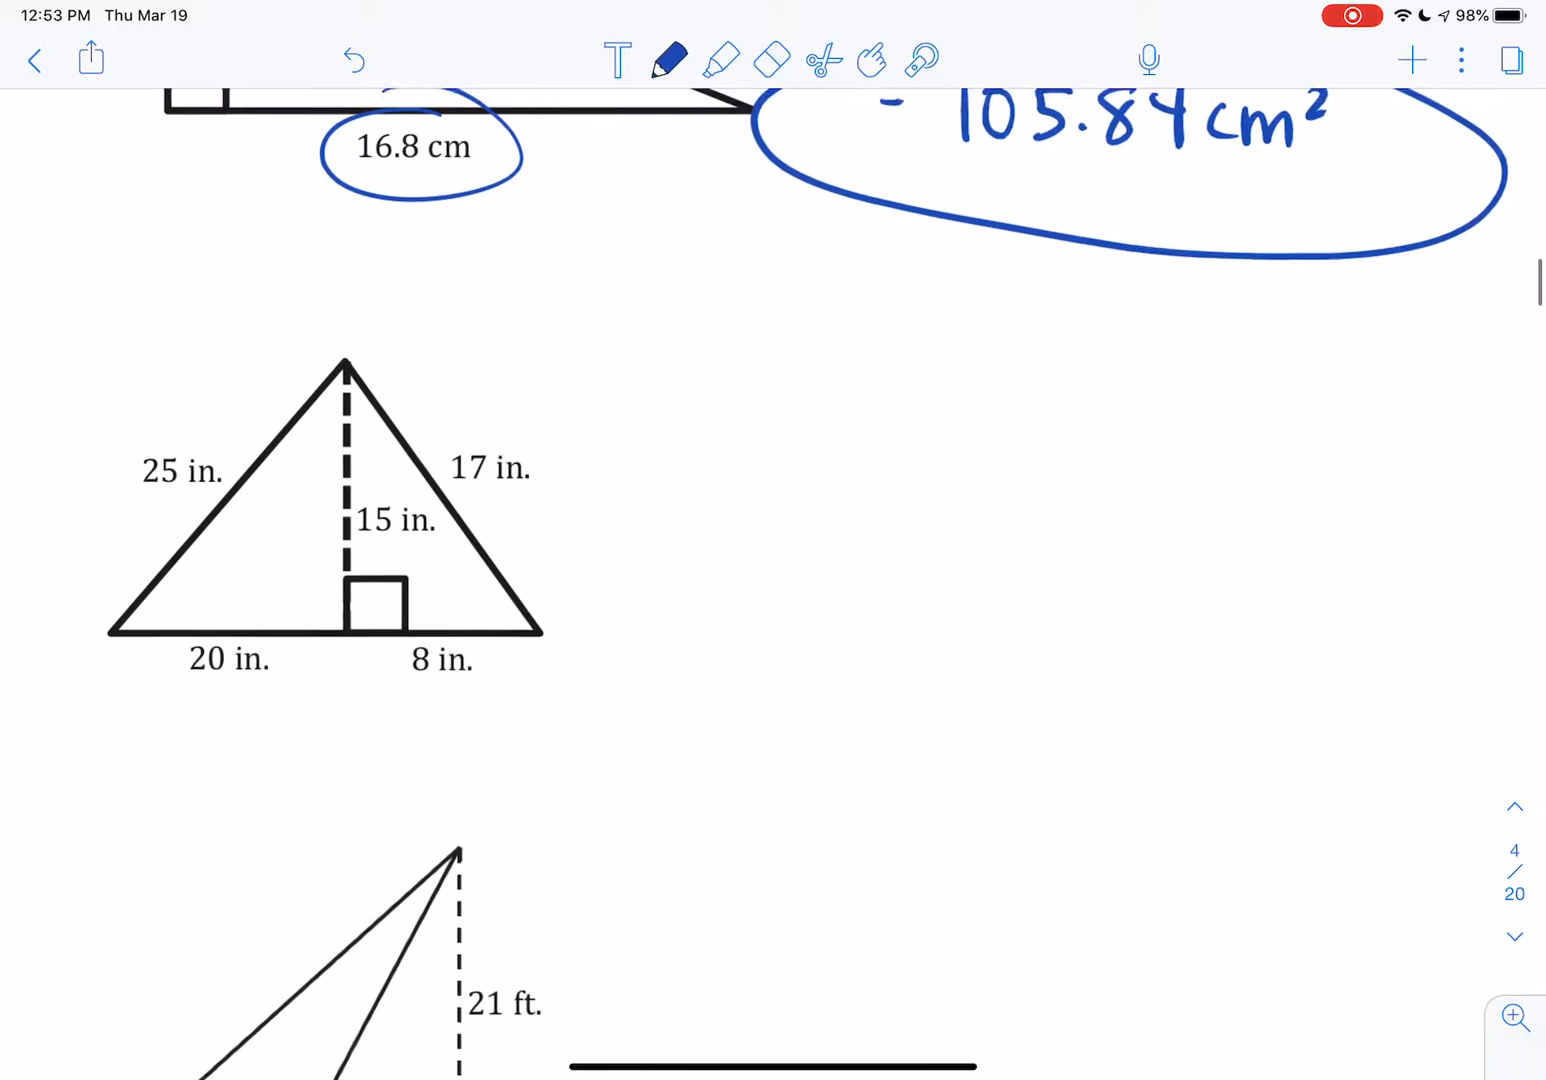 12:53 PM Thu Mar 19
98%
T
- 105.84 cm²
16.8 cm
25 in.
17 in.
15 in.
20 in.
8 in.
4
/
20
21 ft.